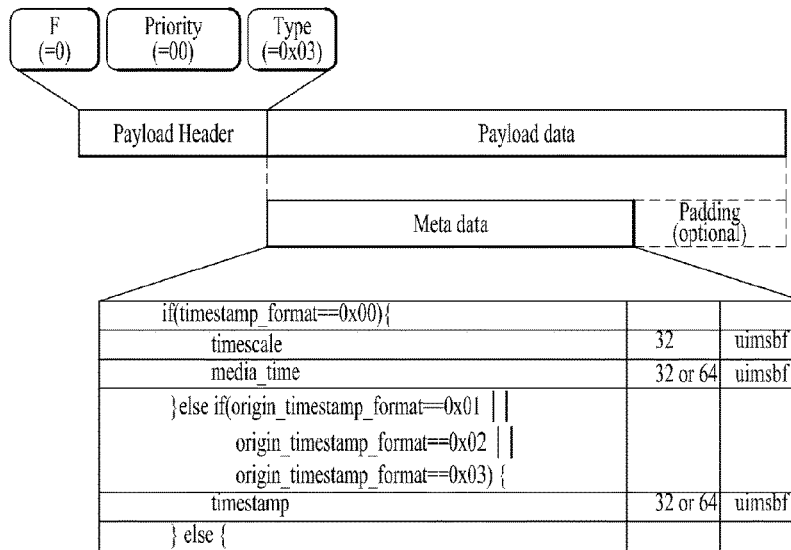 F
(=0)
Priority
(=00)
Type
(=0x03)
Payload Header
Payload data
Meta data
Padding
(optional)
if(timestamp_format==0x00){
timescale 32 uimsbf
media_time 32 or 64 uimsbf
}else if(origin_timestamp_format==0x01 ||
origin_timestamp_format==0x02 ||
origin_timestamp_format==0x03) {
timestamp 32 or 64 uimsbf
} else {